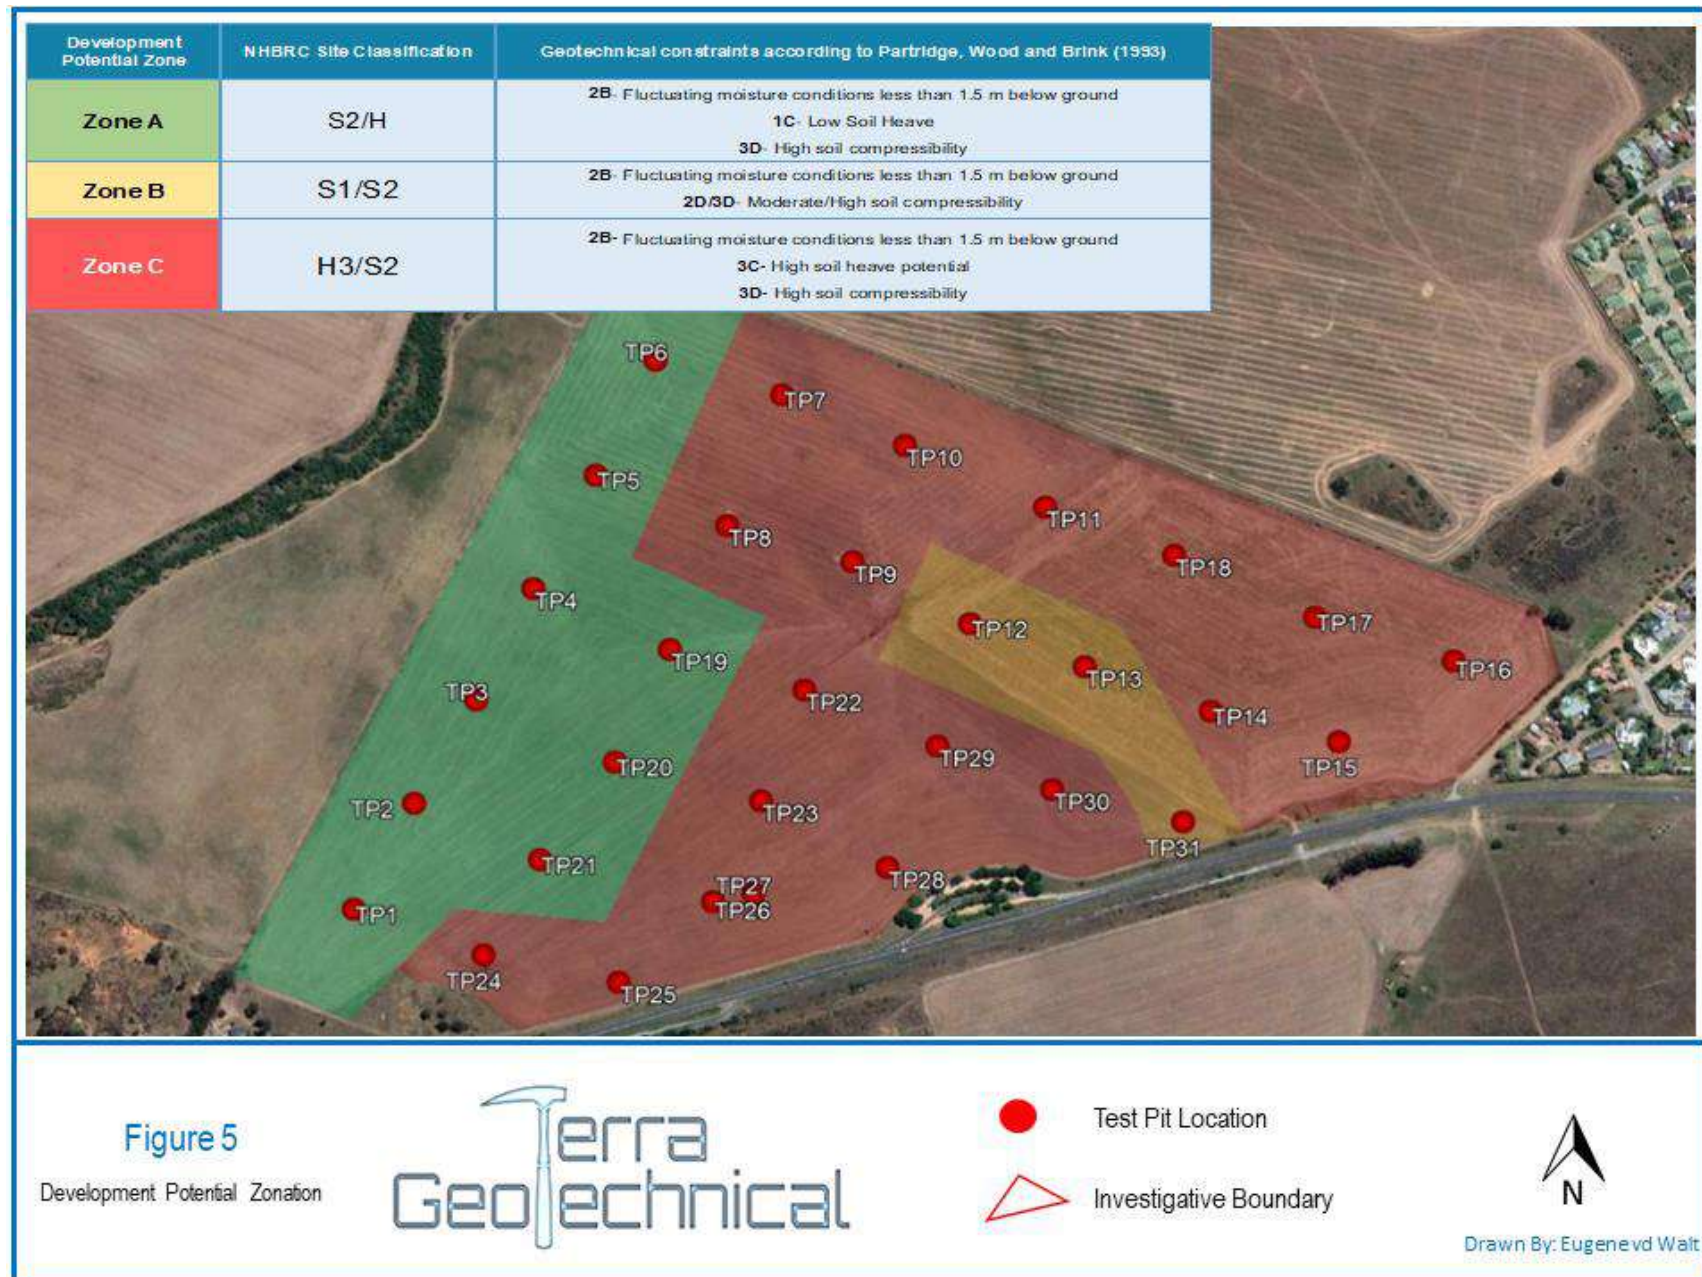 Development
Potential Zone
NHBRC Site Classification
Geotechnical constraints according to Partridge, Wood and Brink (1993)
Zone A
S2/H
2B- Fluctuating moisture conditions less than 1.5 m below ground
1C- Low Soil Heave
3D- High soil compressibility
Zone B
S1/S2
2B- Fluctuating moisture conditions less than 1.5 m below ground
2D/3D- Moderate/High soil compressibility
Zone C
H3/S2
2B- Fluctuating moisture conditions less than 1.5 m below ground
3C- High soil heave potential
3D- High soil compressibility
TP6
TP7
TP10
TP5
TP11
TP8
TP18
TP9
TP4
TP12
TP17
TP19
TP16
TP13
TP3
TP22
TP14
TP29
TP20
TP15
TP30
TP2
TP23
TP31
TP21
TP28
TP27
TP26
TP1
TP24
TP25
Figure 5
Development Potential Zonation
Terra
Geotechnical
Test Pit Location
Investigative Boundary
N
Drawn By: Eugene vd Walt